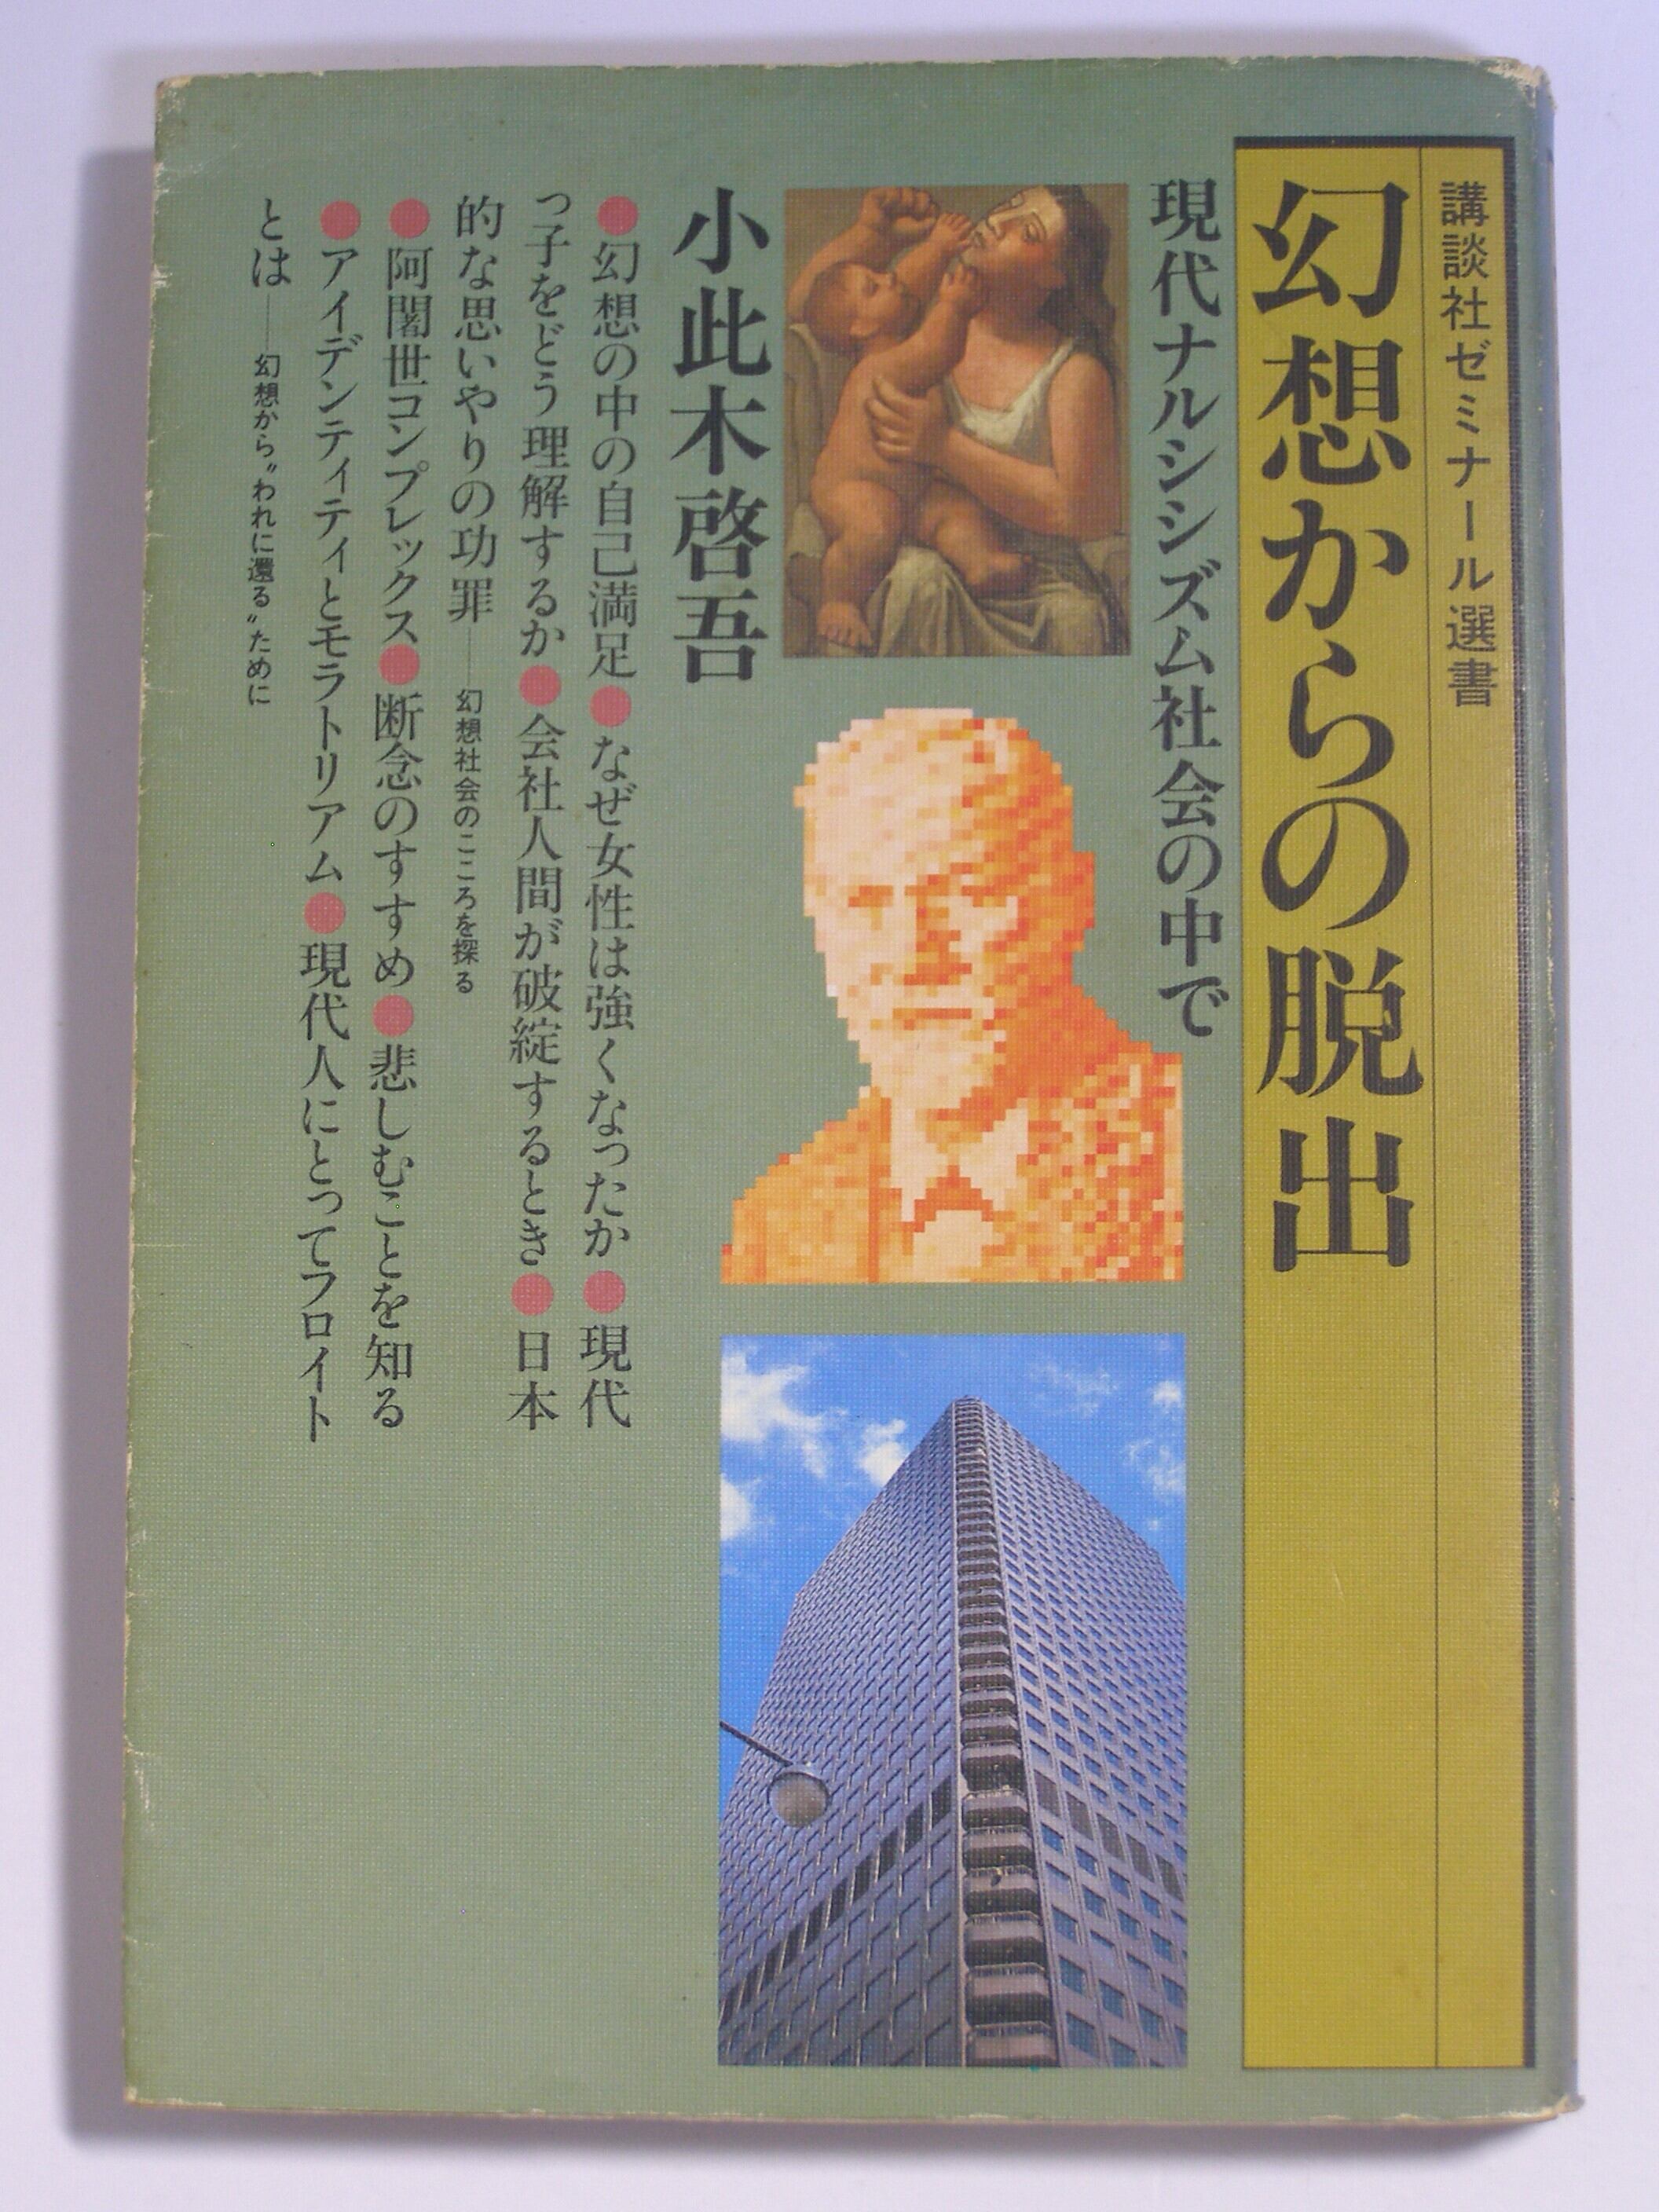 講談社ゼミナール選書
幻想からの脱出
現代ナルシシズム社会の中で
小此木啓吾
●幻想の中の自己満足●なぜ女性は強くなったか●現代
っ子をどう理解するか●会社人間が破綻するとき●日本
的な思いやりの功罪――幻想社会のこころを探る
●阿闍世コンプレックス●断念のすすめ●悲しむことを知る
●アイデンティティとモラトリアム●現代人にとってフロイト
とは――幻想から〝われに還る〟ために